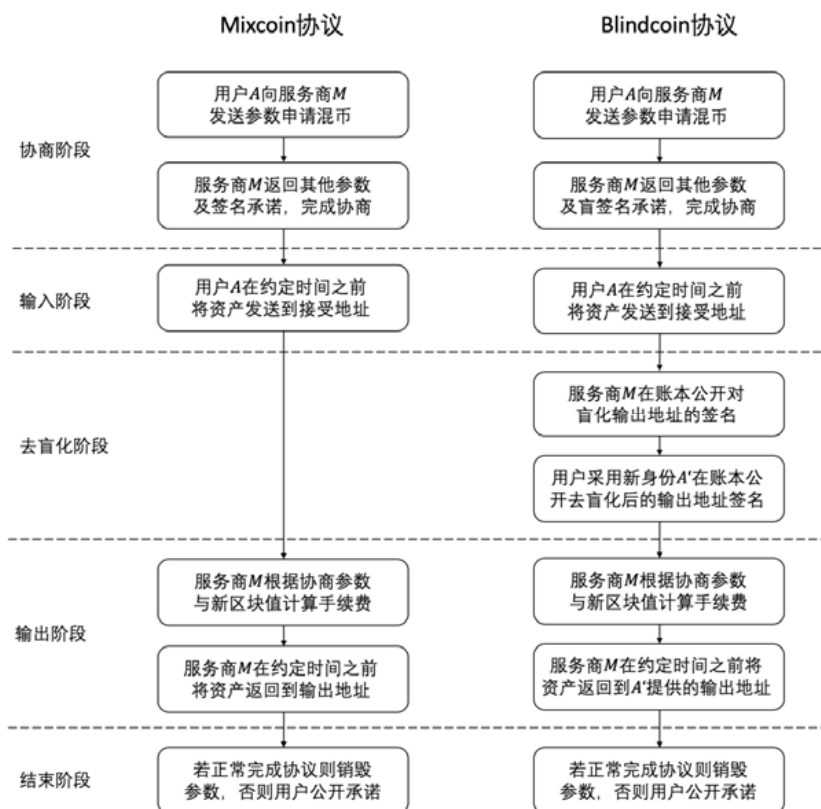 Mixcoin协议
Blindcoin协议
协商阶段
用户A向服务商M
发送参数申请混币
用户A向服务商M
发送参数申请混币
服务商M返回其他参数
及签名承诺，完成协商
服务商M返回其他参数
及盲签名承诺，完成协商
输入阶段
用户A在约定时间之前
将资产发送到接受地址
用户A在约定时间之前
将资产发送到接受地址
去盲化阶段
服务商M在账本公开对
盲化输出地址的签名
用户采用新身份A'在账本公
开去盲化后的输出地址签名
输出阶段
服务商M根据协商参数
与新区块值计算手续费
服务商M根据协商参数
与新区块值计算手续费
服务商M在约定时间之前
将资产返回到输出地址
服务商M在约定时间之前将
资产返回到A'提供的输出地址
结束阶段
若正常完成协议则销毁
参数，否则用户公开承诺
若正常完成协议则销毁
参数，否则用户公开承诺